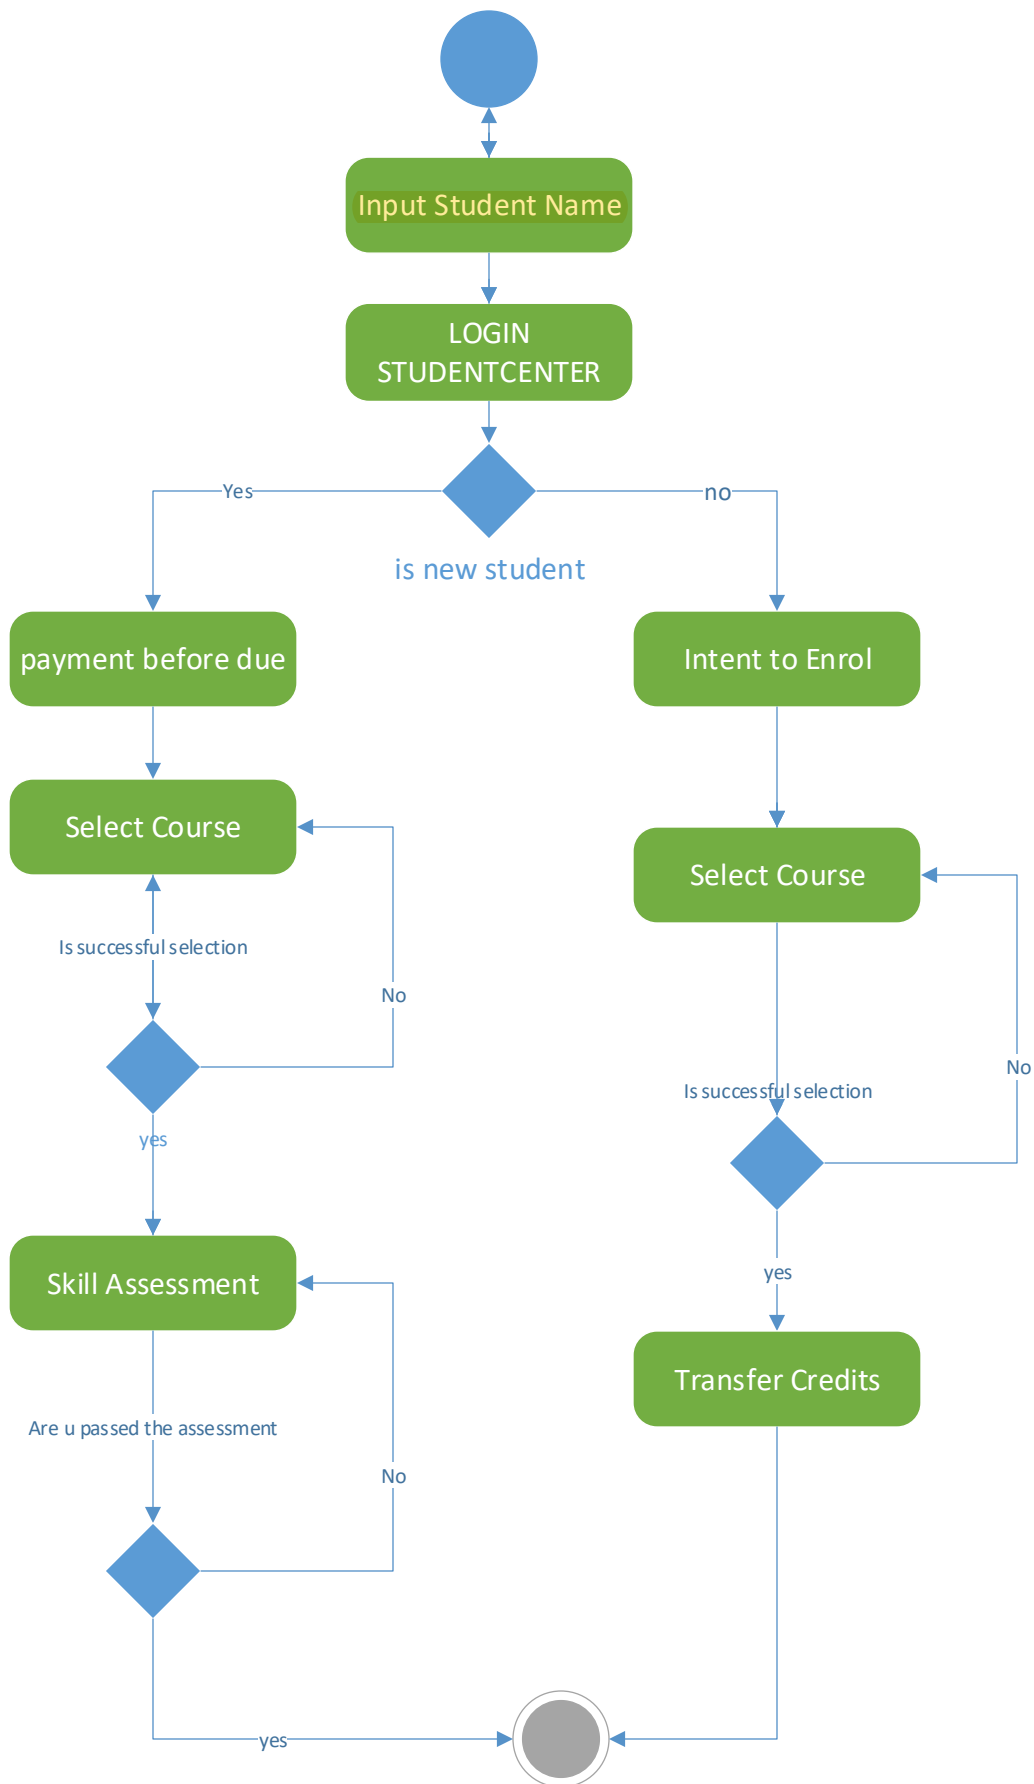 Input Student Name
LOGIN
STUDENTCENTER
Yes
no
is new student
payment before due
Intent to Enrol
Select Course
Select Course
Is successful selection
No
No
Is successful selection
yes
Skill Assessment
yes
Transfer Credits
Are u passed the assessment
No
yes